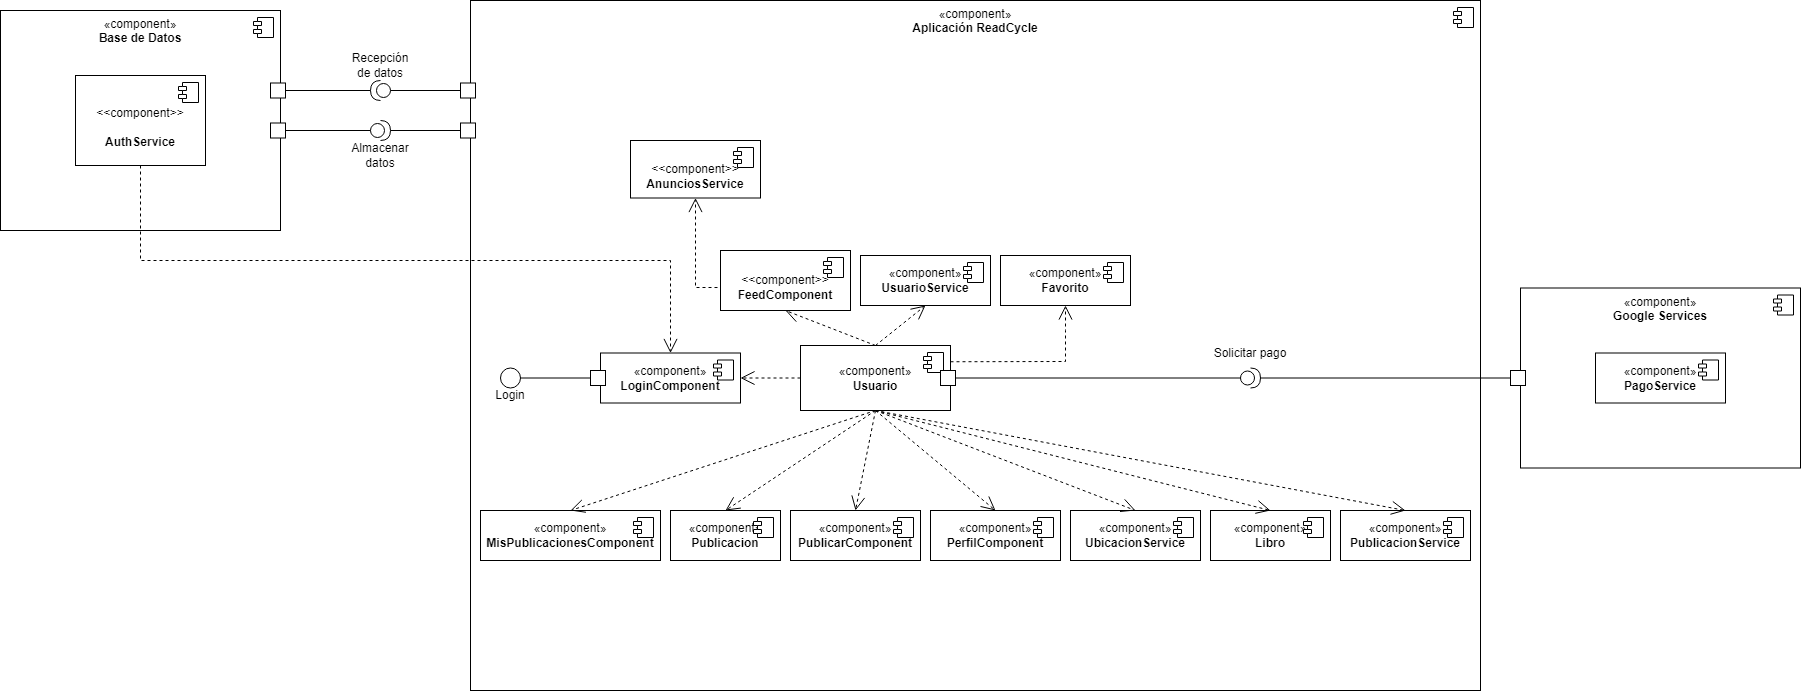 «component»
Base de Datos
<<component>>
AuthService
Recepción
de datos
Almacenar
datos
«component»
Aplicación ReadCycle
<<component>>
AnunciosService
<<component>>
FeedComponent
«component»
UsuarioService
«component»
Favorito
Login
«component»
LoginComponent
«component»
Usuario
Solicitar pago
«component»
Google Services
«component»
PagoService
«component»
MisPublicacionesComponent
«component»
Publicacion
«component»
PublicarComponent
«component»
PerfilComponent
«component»
UbicacionService
«component»
Libro
«component»
PublicacionService